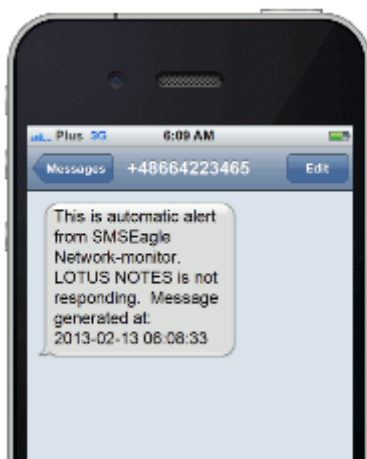 Plus 3G 6:09 AM
Messages +48664223465 Edit
This is automatic alert
from SMSEagle
Network-monitor.
LOTUS NOTES is not
responding. Message
generated at:
2013-02-13 06:08:33